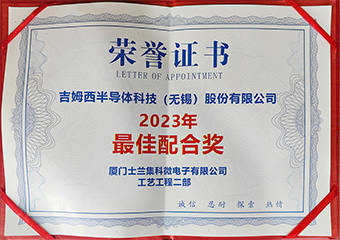 荣誉证书
LETTER OF APPOINTMENT
吉姆西半导体科技（无锡）股份有限公司
2023年
最佳配合奖
厦门士兰集科微电子有限公司
工艺工程二部
诚信 忍耐 探索 热情